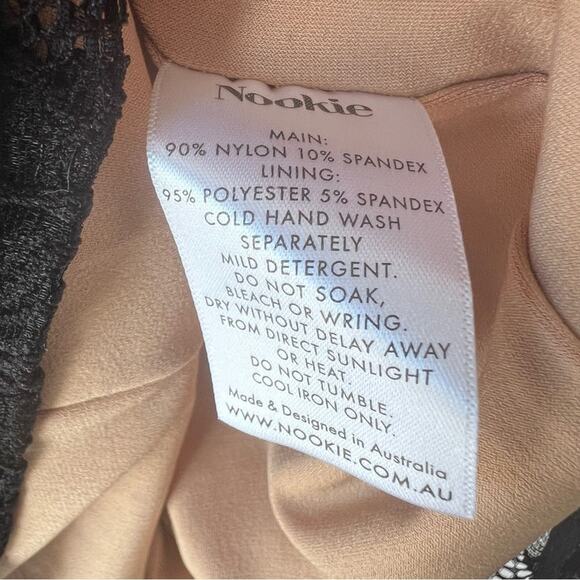 Nookie
MAIN:
90% NYLON 10% SPANDEX
LINING:
95% POLYESTER 5% SPANDEX
COLD HAND WASH
SEPARATELY
MILD DETERGENT.
DO NOT SOAK,
BLEACH OR WRING.
DRY WITHOUT DELAY AWAY
FROM DIRECT SUNLIGHT
OR HEAT.
DO NOT TUMBLE.
COOL IRON ONLY.
Made & Designed in Australia
WWW.NOOKIE.COM.AU